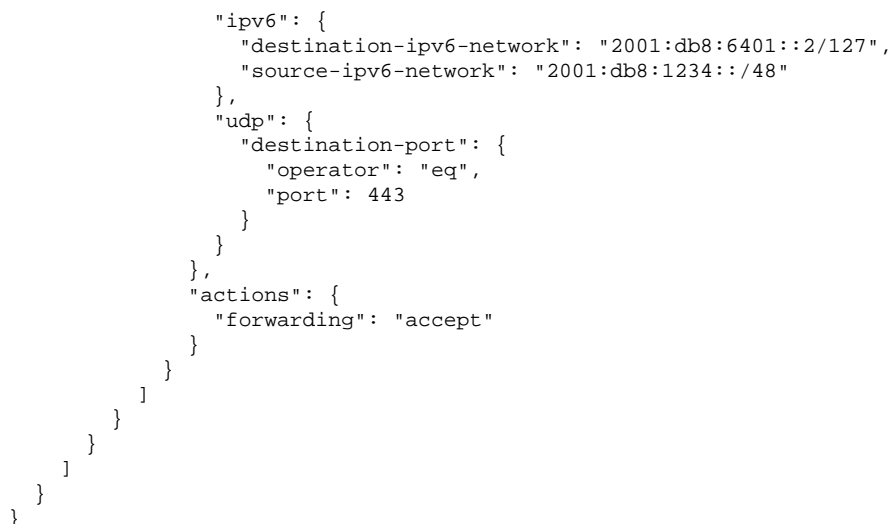 "ipv6": {
                  "destination-ipv6-network": "2001:db8:6401::2/127",
                  "source-ipv6-network": "2001:db8:1234::/48"
                },
                "udp": {
                  "destination-port": {
                    "operator": "eq",
                    "port": 443
                  }
                }
              },
              "actions": {
                "forwarding": "accept"
              }
            }
          ]
        }
      }
    ]
  }
}